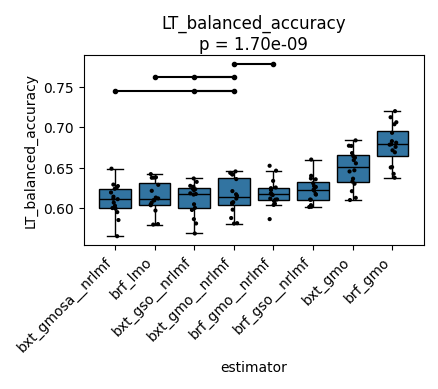 LT_balanced_accuracy
p = 1.70e-09
LT_balanced_accuracy
0.75
0.70
0.65
0.60
bxt_gmosa__nrlmf
brf_lmo
bxt_gso__nrlmf
bxt_gmo__nrlmf
brf_gmo__nrlmf
brf_gso__nrlmf
bxt_gmo
brf_gmo
estimator